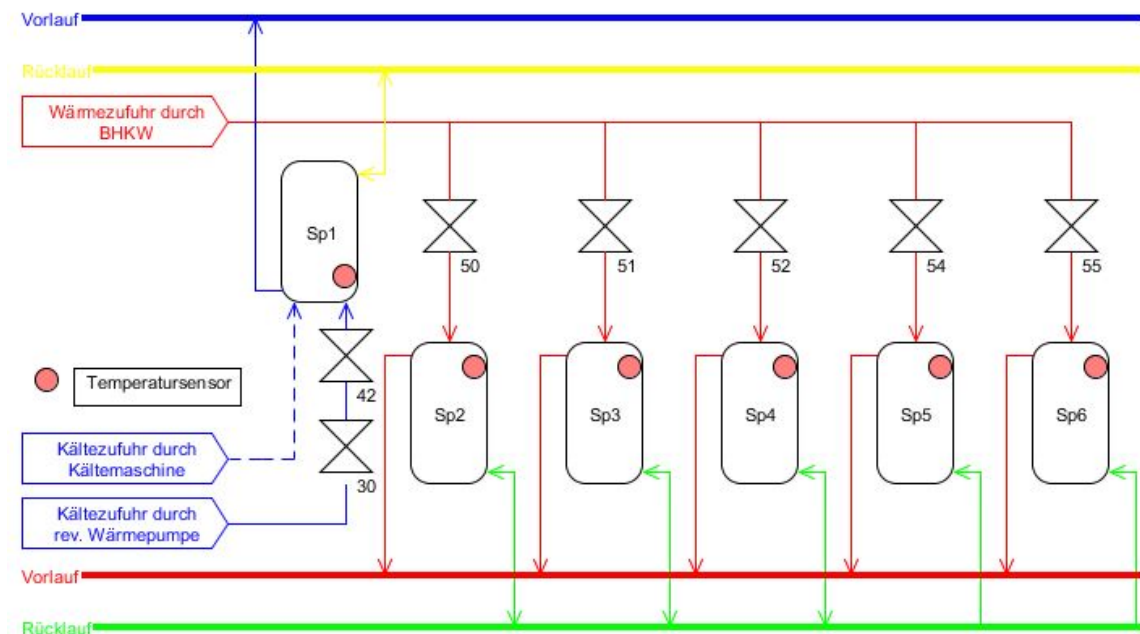 Vorlauf
Rücklauf
Wärmezufuhr durch
BHKW
Sp1
50
51
52
54
55
Temperatursensor
42
Sp2
Sp3
Sp4
Sp5
Sp6
Kältezufuhr durch
Kältemaschine
30
Kältezufuhr durch
rev. Wärmepumpe
Vorlauf
Rücklauf